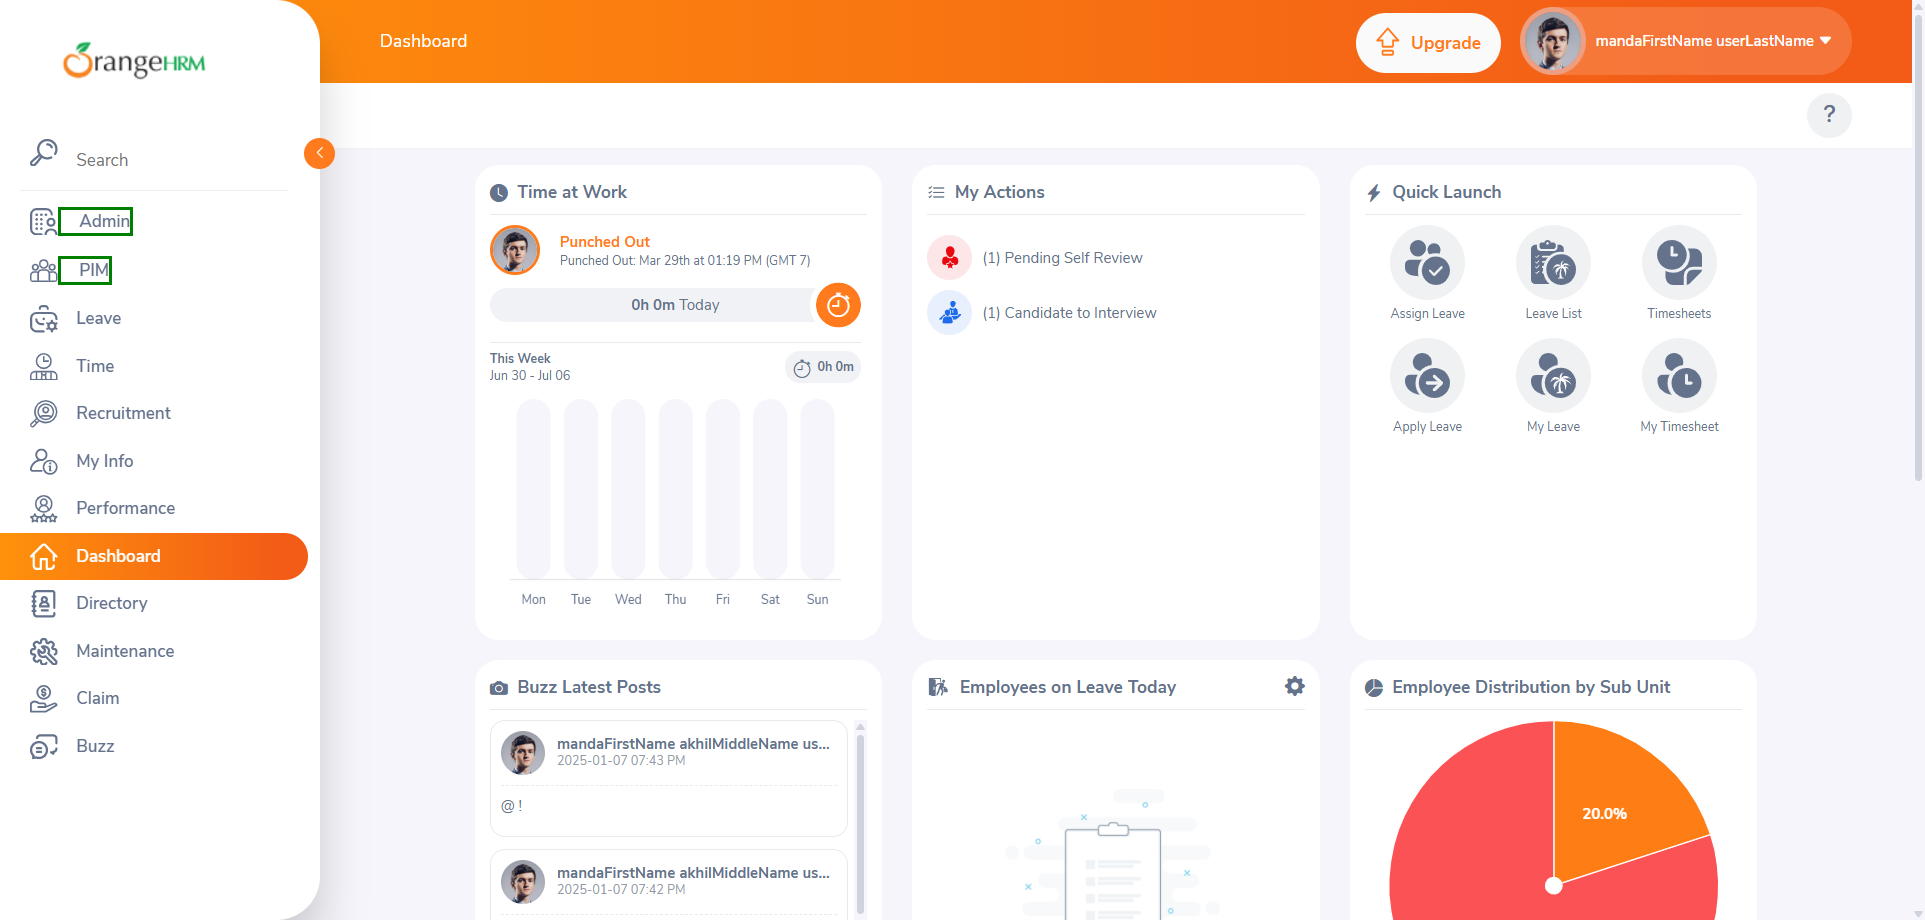 OrangeHRM
Dashboard
Upgrade
mandaFirstName userLastName
?
Search
Admin
PIM
Leave
Time
Recruitment
My Info
Performance
Dashboard
Directory
Maintenance
Claim
Buzz
Time at Work
Punched Out
Punched Out: Mar 29th at 01:19 PM (GMT 7)
0h 0m Today
This Week
Jun 30 - Jul 06
0h 0m
Mon Tue Wed Thu Fri Sat Sun
My Actions
(1) Pending Self Review
(1) Candidate to Interview
Quick Launch
Assign Leave
Leave List
Timesheets
Apply Leave
My Leave
My Timesheet
Buzz Latest Posts
mandaFirstName akhilMiddleName us...
2025-01-07 07:43 PM
@ !
mandaFirstName akhilMiddleName us...
2025-01-07 07:42 PM
Employees on Leave Today
Employee Distribution by Sub Unit
20.0%